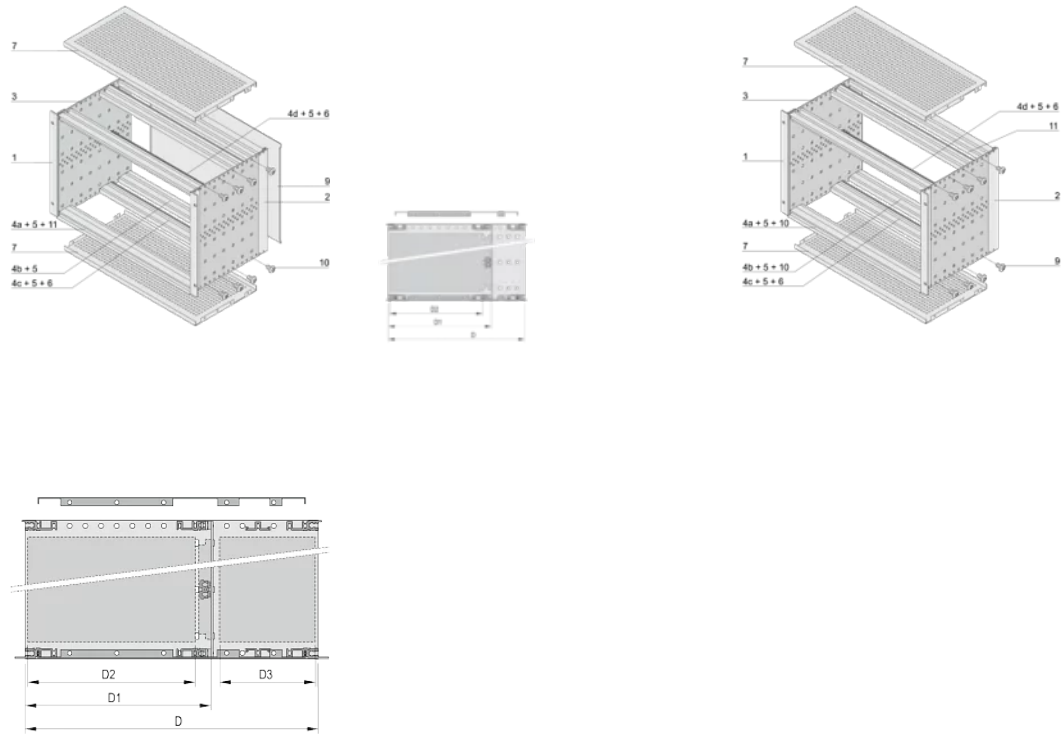 7
3
4d + 5 + 6
1
9
2
4a + 5 + 11
7
10
4b + 5
4c + 5 + 6
D2
D1
D
7
3
4d + 5 + 6
11
1
2
4a + 5 + 10
7
4b + 5 + 10
9
4c + 5 + 6
D2
D3
D1
D